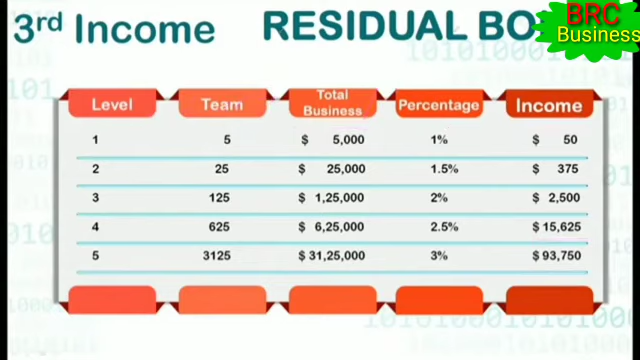 3rd Income
RESIDUAL BO
BRC
Business
Level Team Total Business Percentage Income
1 5 $ 5,000 1% $ 50
2 25 $ 25,000 1.5% $ 375
3 125 $ 1,25,000 2% $ 2,500
4 625 $ 6,25,000 2.5% $ 15,625
5 3125 $ 31,25,000 3% $ 93,750